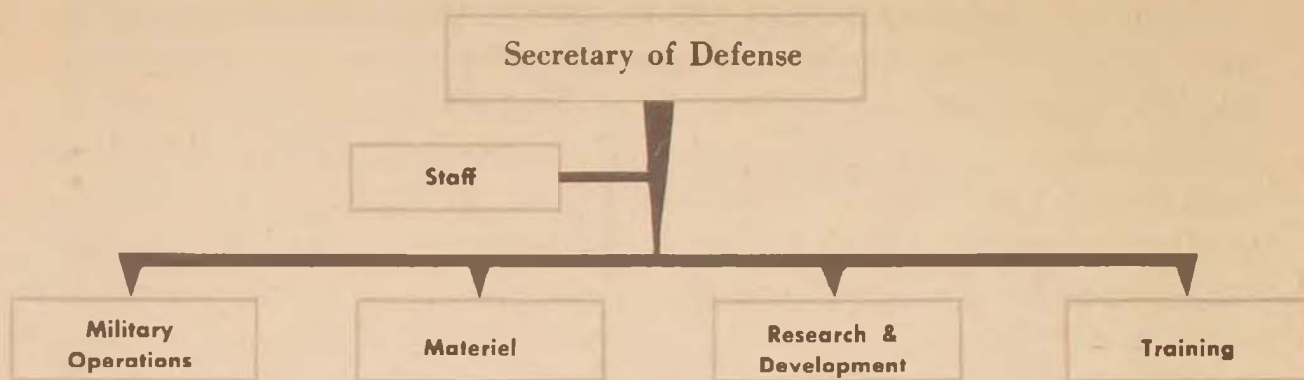 Secretary of Defense
Staff
Military
Operations
Materiel
Research &
Development
Training